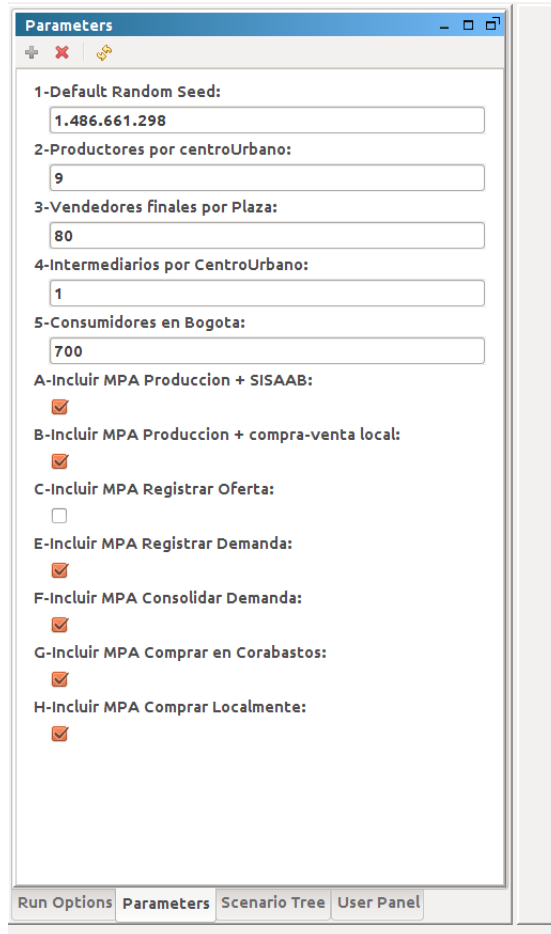 Parameters
1-Default Random Seed:
1.486.661.298
2-Productores por centroUrbano:
9
3-Vendedores finales por Plaza:
80
4-Intermediarios por CentroUrbano:
1
5-Consumidores en Bogota:
700
A-Incluir MPA Produccion + SISAAB:
B-Incluir MPA Produccion + compra-venta local:
C-Incluir MPA Registrar Oferta:
E-Incluir MPA Registrar Demanda:
F-Incluir MPA Consolidar Demanda:
G-Incluir MPA Comprar en Corabastos:
H-Incluir MPA Comprar Localmente:
Run Options Parameters Scenario Tree User Panel